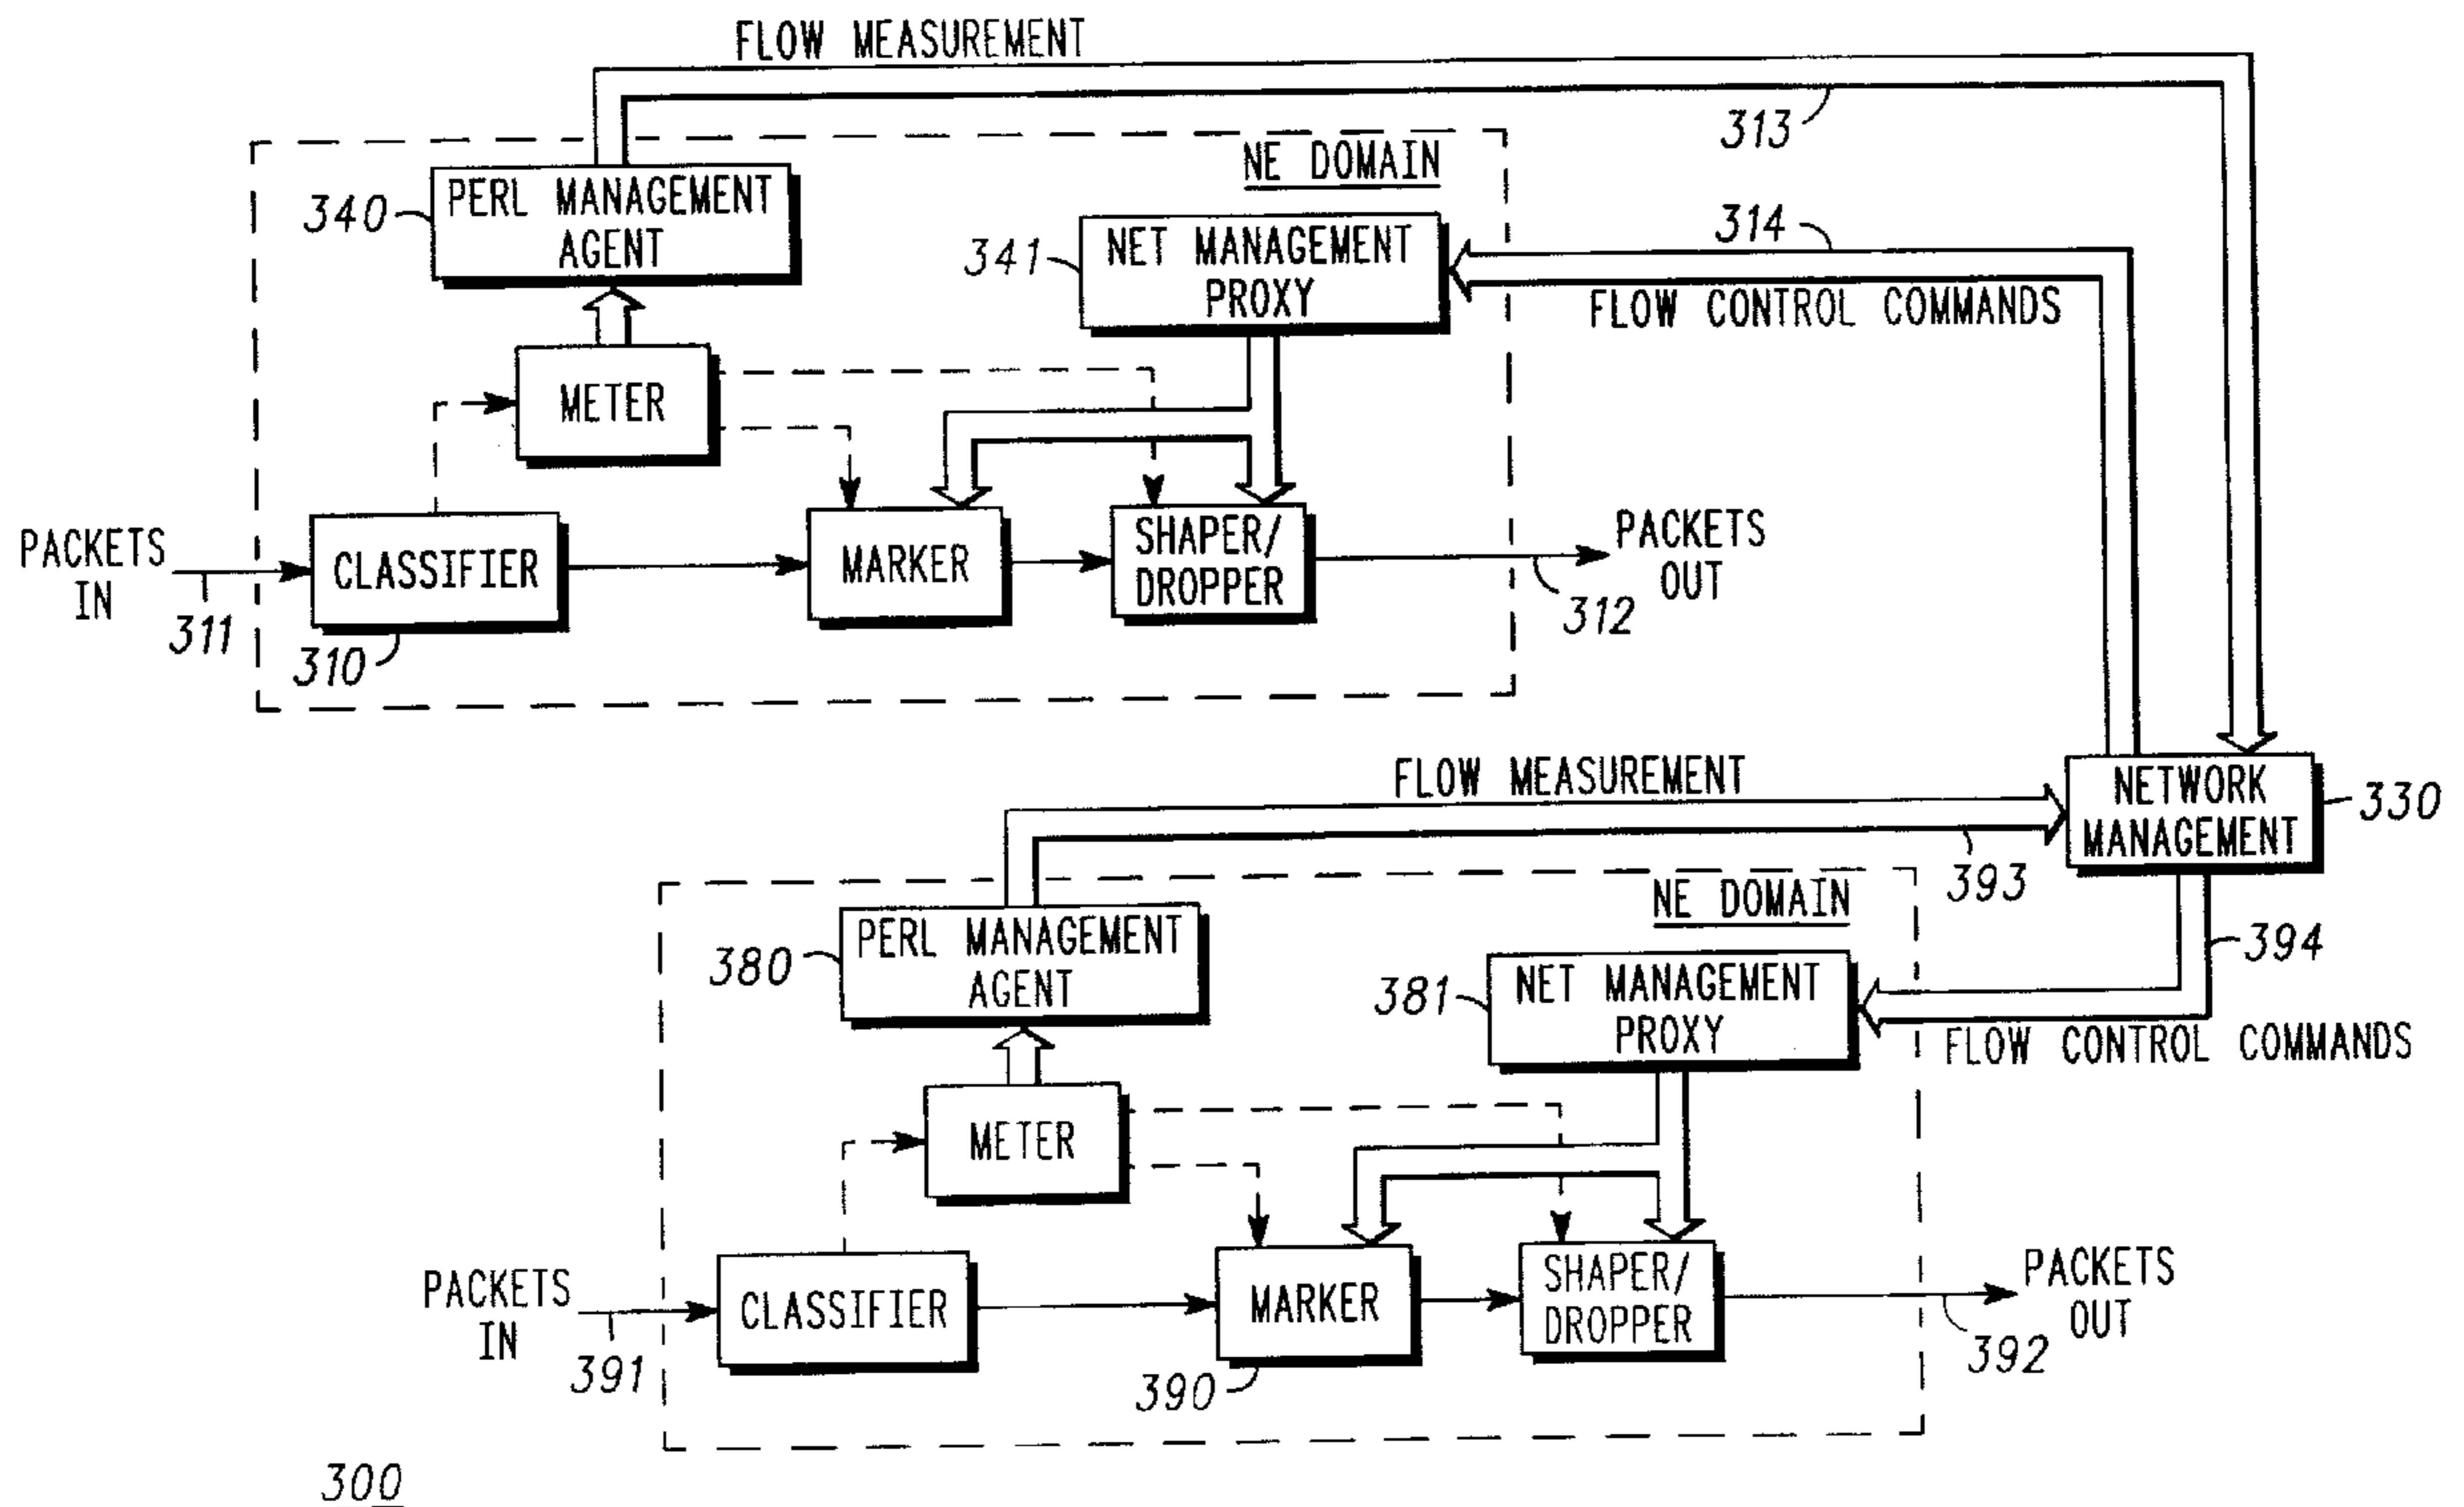 FLOW MEASUREMENT
313
NE DOMAIN
340
PERL MANAGEMENT
AGENT
314
341
NET MANAGEMENT
PROXY
FLOW CONTROL COMMANDS
METER
PACKETS
IN
311
CLASSIFIER
310
MARKER
SHAPER/
DROPPER
PACKETS
OUT
312
FLOW MEASUREMENT
393
NETWORK
MANAGEMENT
330
NE DOMAIN
380
PERL MANAGEMENT
AGENT
394
381
NET MANAGEMENT
PROXY
FLOW CONTROL COMMANDS
METER
PACKETS
IN
391
CLASSIFIER
MARKER
390
SHAPER/
DROPPER
PACKETS
OUT
392
300